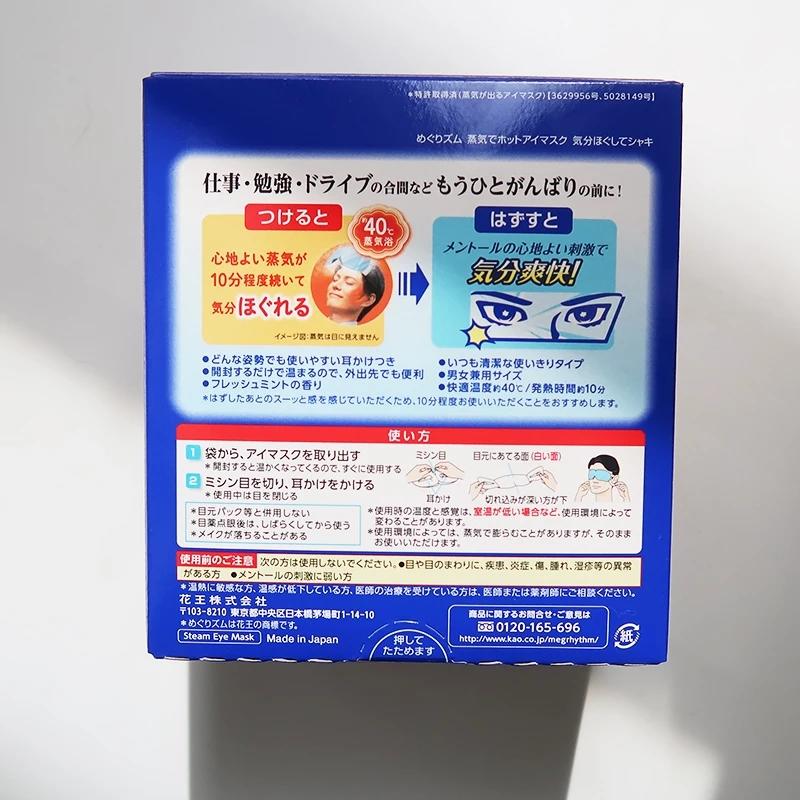 ＊特許取得済(蒸気が出るアイマスク)【3629956号、5028149号】
めぐりズム 蒸気でホットアイマスク 気分ほぐしてシャキ
仕事・勉強・ドライブの合間など もうひとがんばりの前に!
つけると
約40℃
蒸気浴
心地よい蒸気が
10分程度続いて
気分 ほぐれる
イメージ図:蒸気は目に見えません
はずすと
メントールの心地よい刺激で
気分爽快!
●どんな姿勢でも使いやすい耳かけつき
●開封するだけで温まるので、外出先でも便利
●フレッシュミントの香り
●いつも清潔な使いきりタイプ
●男女兼用サイズ
●快適温度約40℃/発熱時間約10分
＊はずしたあとのスーッと感を感じていただくため、10分程度お使いいただくことをおすすめします。
使い方
1 袋から、アイマスクを取り出す
＊開封すると温かくなってくるので、すぐに使用する
2 ミシン目を切り、耳かけをかける
＊使用中は目を閉じる
ミシン目
耳かけ
目元にあてる面(白い面)
切れ込みが深い方が下
＊目元パック等と併用しない
＊目薬点眼後は、しばらくしてから使う
＊メイクが落ちることがある
＊使用時の温度と感覚は、室温が低い場合など、使用環境によって
変わることがあります。
＊使用環境によっては、蒸気で膨らむことがありますが、そのまま
お使いいただけます。
使用前のご注意 次の方は使用しないでください。●目や目のまわりに、疾患、炎症、傷、腫れ、湿疹等の異常
がある方 ●メントールの刺激に弱い方
＊温熱に敏感な方、温感が低下している方、医師の治療を受けている方は、医師または薬剤師にご相談ください。
花王株式会社
〒103-8210 東京都中央区日本橋茅場町1-14-10
＊めぐりズムは花王の商標です。
Steam Eye Mask Made in Japan
押して
たためます
商品に関するお問合せ・ご意見は
0120-165-696
http://www.kao.co.jp/megrhythm/
紙